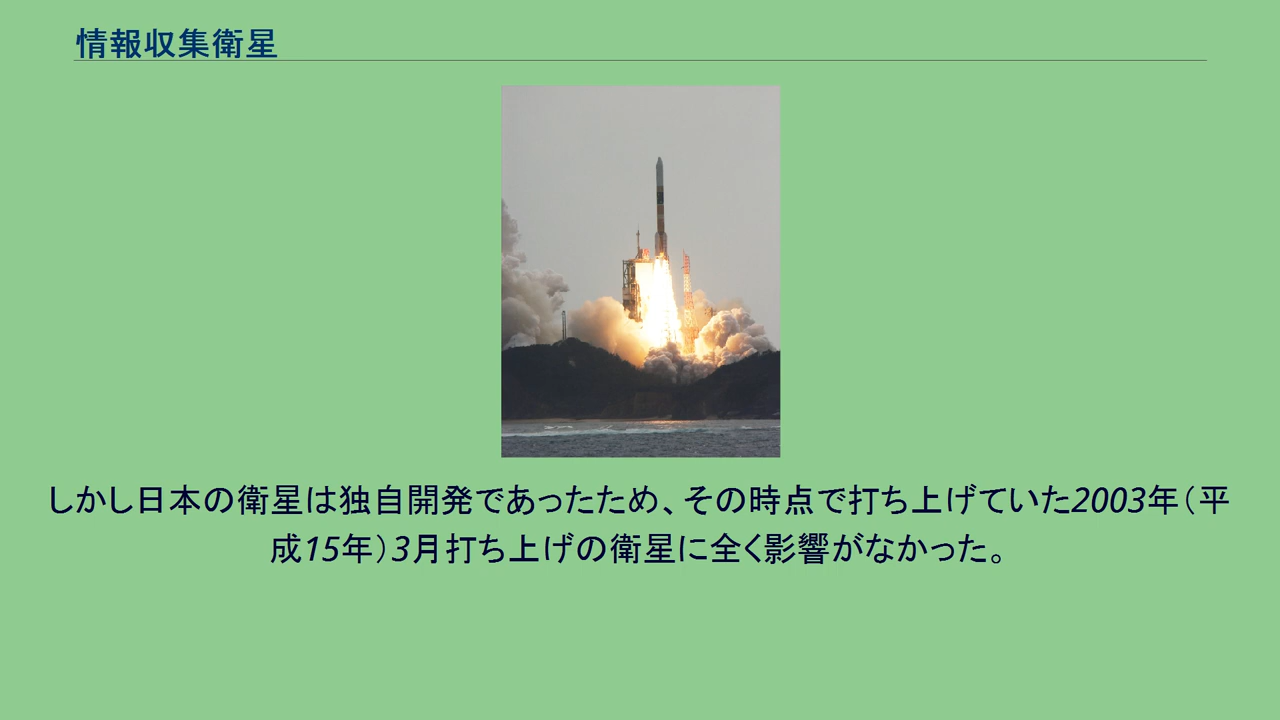 情報収集衛星
しかし日本の衛星は独自開発であったため、その時点で打ち上げていた2003年（平
成15年）3月打ち上げの衛星に全く影響がなかった。